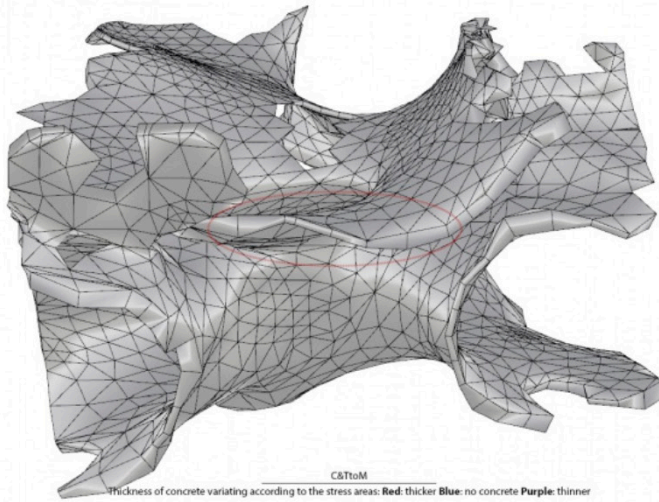 C&TtoM
Thickness of concrete variating according to the stress areas: Red: thicker Blue: no concrete Purple: thinner